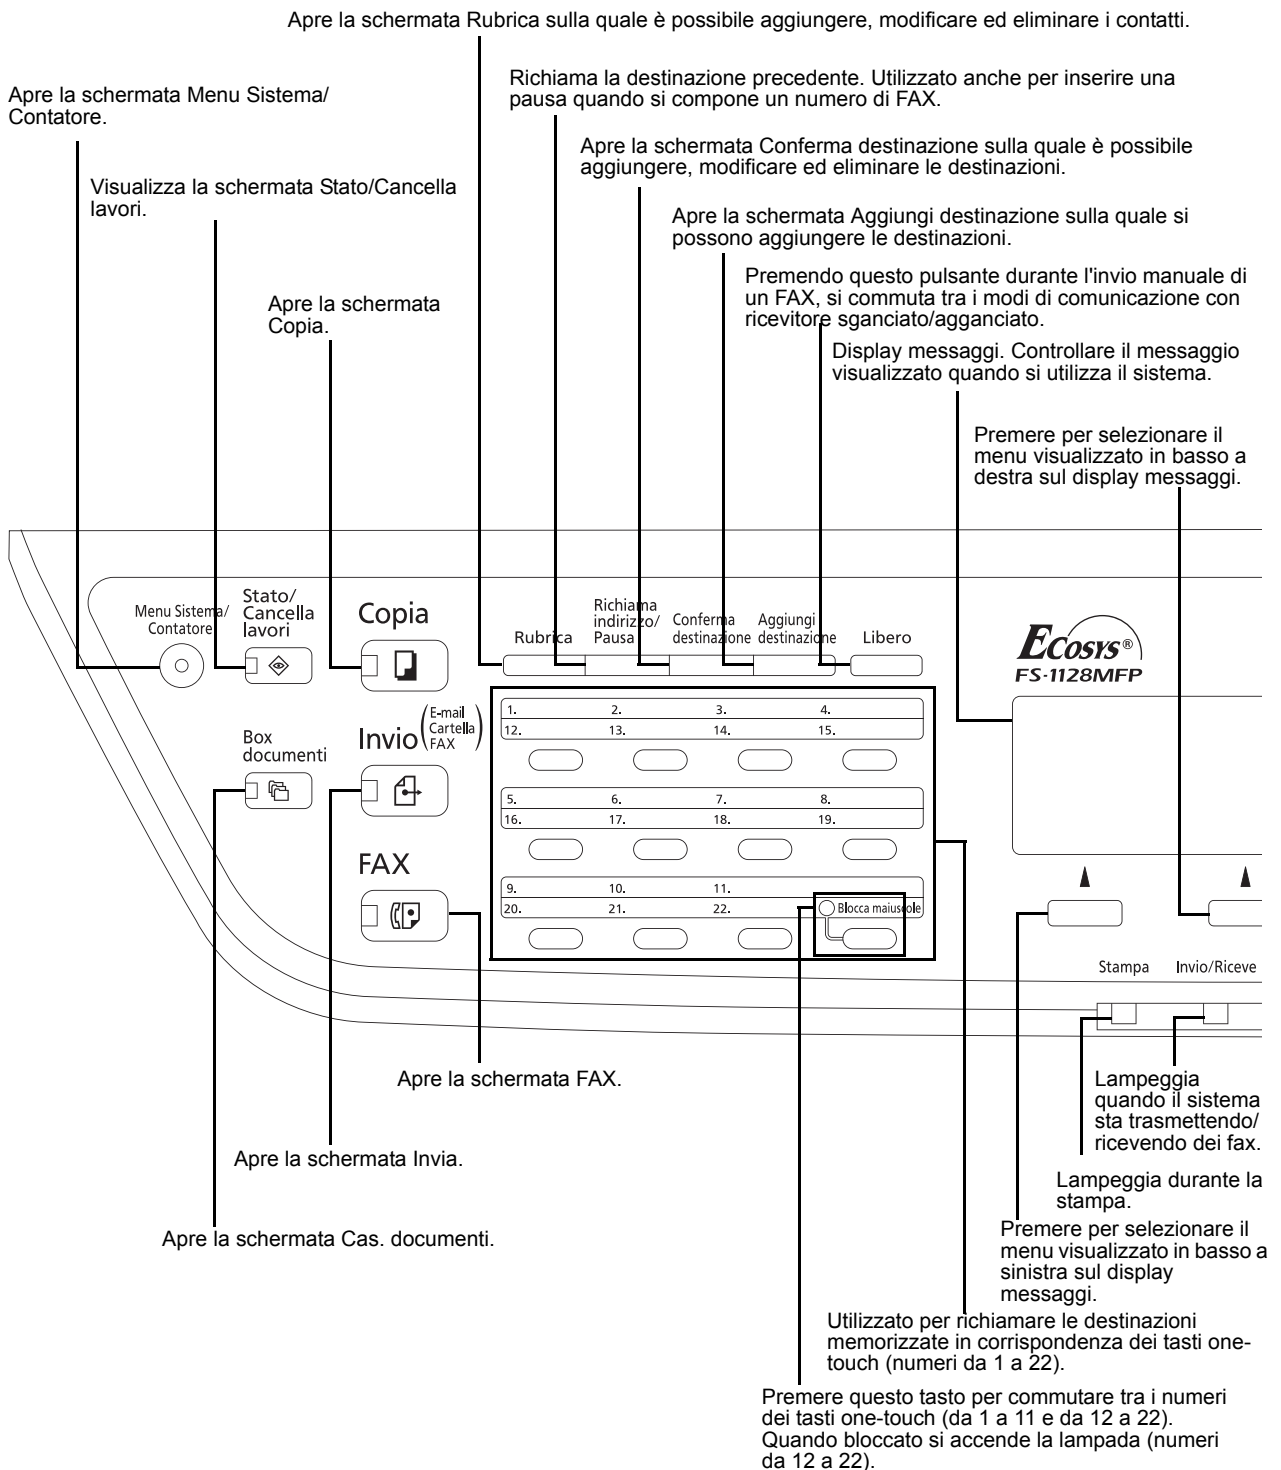 Apre la schermata Rubrica sulla quale è possibile aggiungere, modificare ed eliminare i contatti.
Richiama la destinazione precedente. Utilizzato anche per inserire una
pausa quando si compone un numero di FAX.
Apre la schermata Menu Sistema/
Contatore.
Apre la schermata Conferma destinazione sulla quale è possibile
aggiungere, modificare ed eliminare le destinazioni.
Visualizza la schermata Stato/Cancella
lavori.
Apre la schermata Aggiungi destinazione sulla quale si
possono aggiungere le destinazioni.
Premendo questo pulsante durante l'invio manuale di
un FAX, si commuta tra i modi di comunicazione con
ricevitore sganciato/agganciato.
Apre la schermata
Copia.
Display messaggi. Controllare il messaggio
visualizzato quando si utilizza il sistema.
Premere per selezionare il
menu visualizzato in basso a
destra sul display messaggi.
Menu Sistema/
Contatore
Stato/
Cancella
lavori
Copia
Rubrica
Richiama
indirizzo/
Pausa
Conferma
destinazione
Aggiungi
destinazione
Libero
ECOSYS®
FS-1128MFP
Box
documenti
Invio
E-mail
Cartella
FAX
FAX
1. 2. 3. 4.
12. 13. 14. 15.
5. 6. 7. 8.
16. 17. 18. 19.
9. 10. 11.
20. 21. 22. Blocca maiuscole
Stampa Invio/Riceve
Apre la schermata FAX.
Lampeggia
quando il sistema
sta trasmettendo/
ricevendo dei fax.
Apre la schermata Invia.
Lampeggia durante la
stampa.
Apre la schermata Cas. documenti.
Premere per selezionare il
menu visualizzato in basso a
sinistra sul display
messaggi.
Utilizzato per richiamare le destinazioni
memorizzate in corrispondenza dei tasti one-
touch (numeri da 1 a 22).
Premere questo tasto per commutare tra i numeri
dei tasti one-touch (da 1 a 11 e da 12 a 22).
Quando bloccato si accende la lampada (numeri
da 12 a 22).